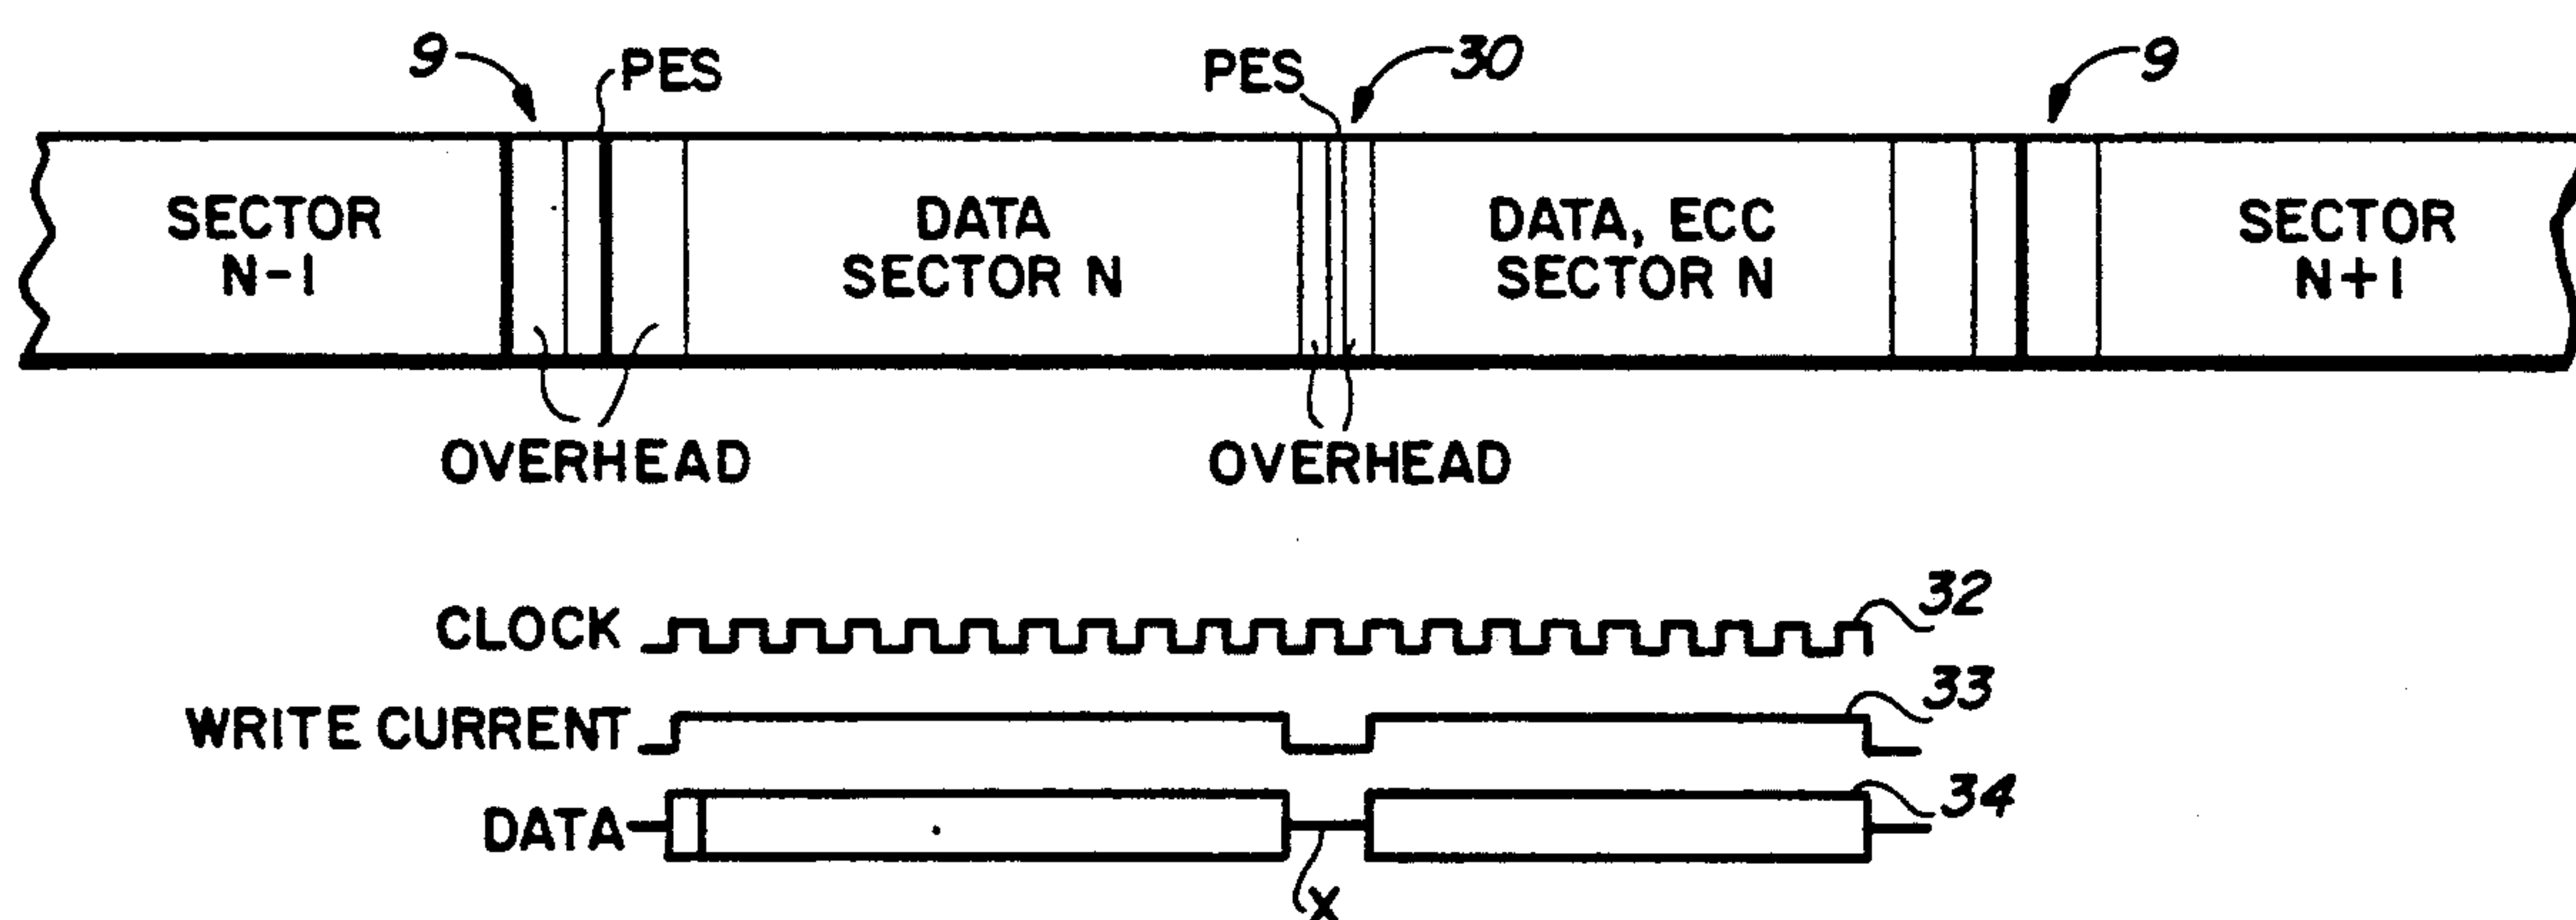 9 PES PES 30 9
SECTOR
N-1
DATA
SECTOR N
DATA, ECC
SECTOR N
SECTOR
N+1
OVERHEAD OVERHEAD
CLOCK 32
WRITE CURRENT 33
DATA 34
X